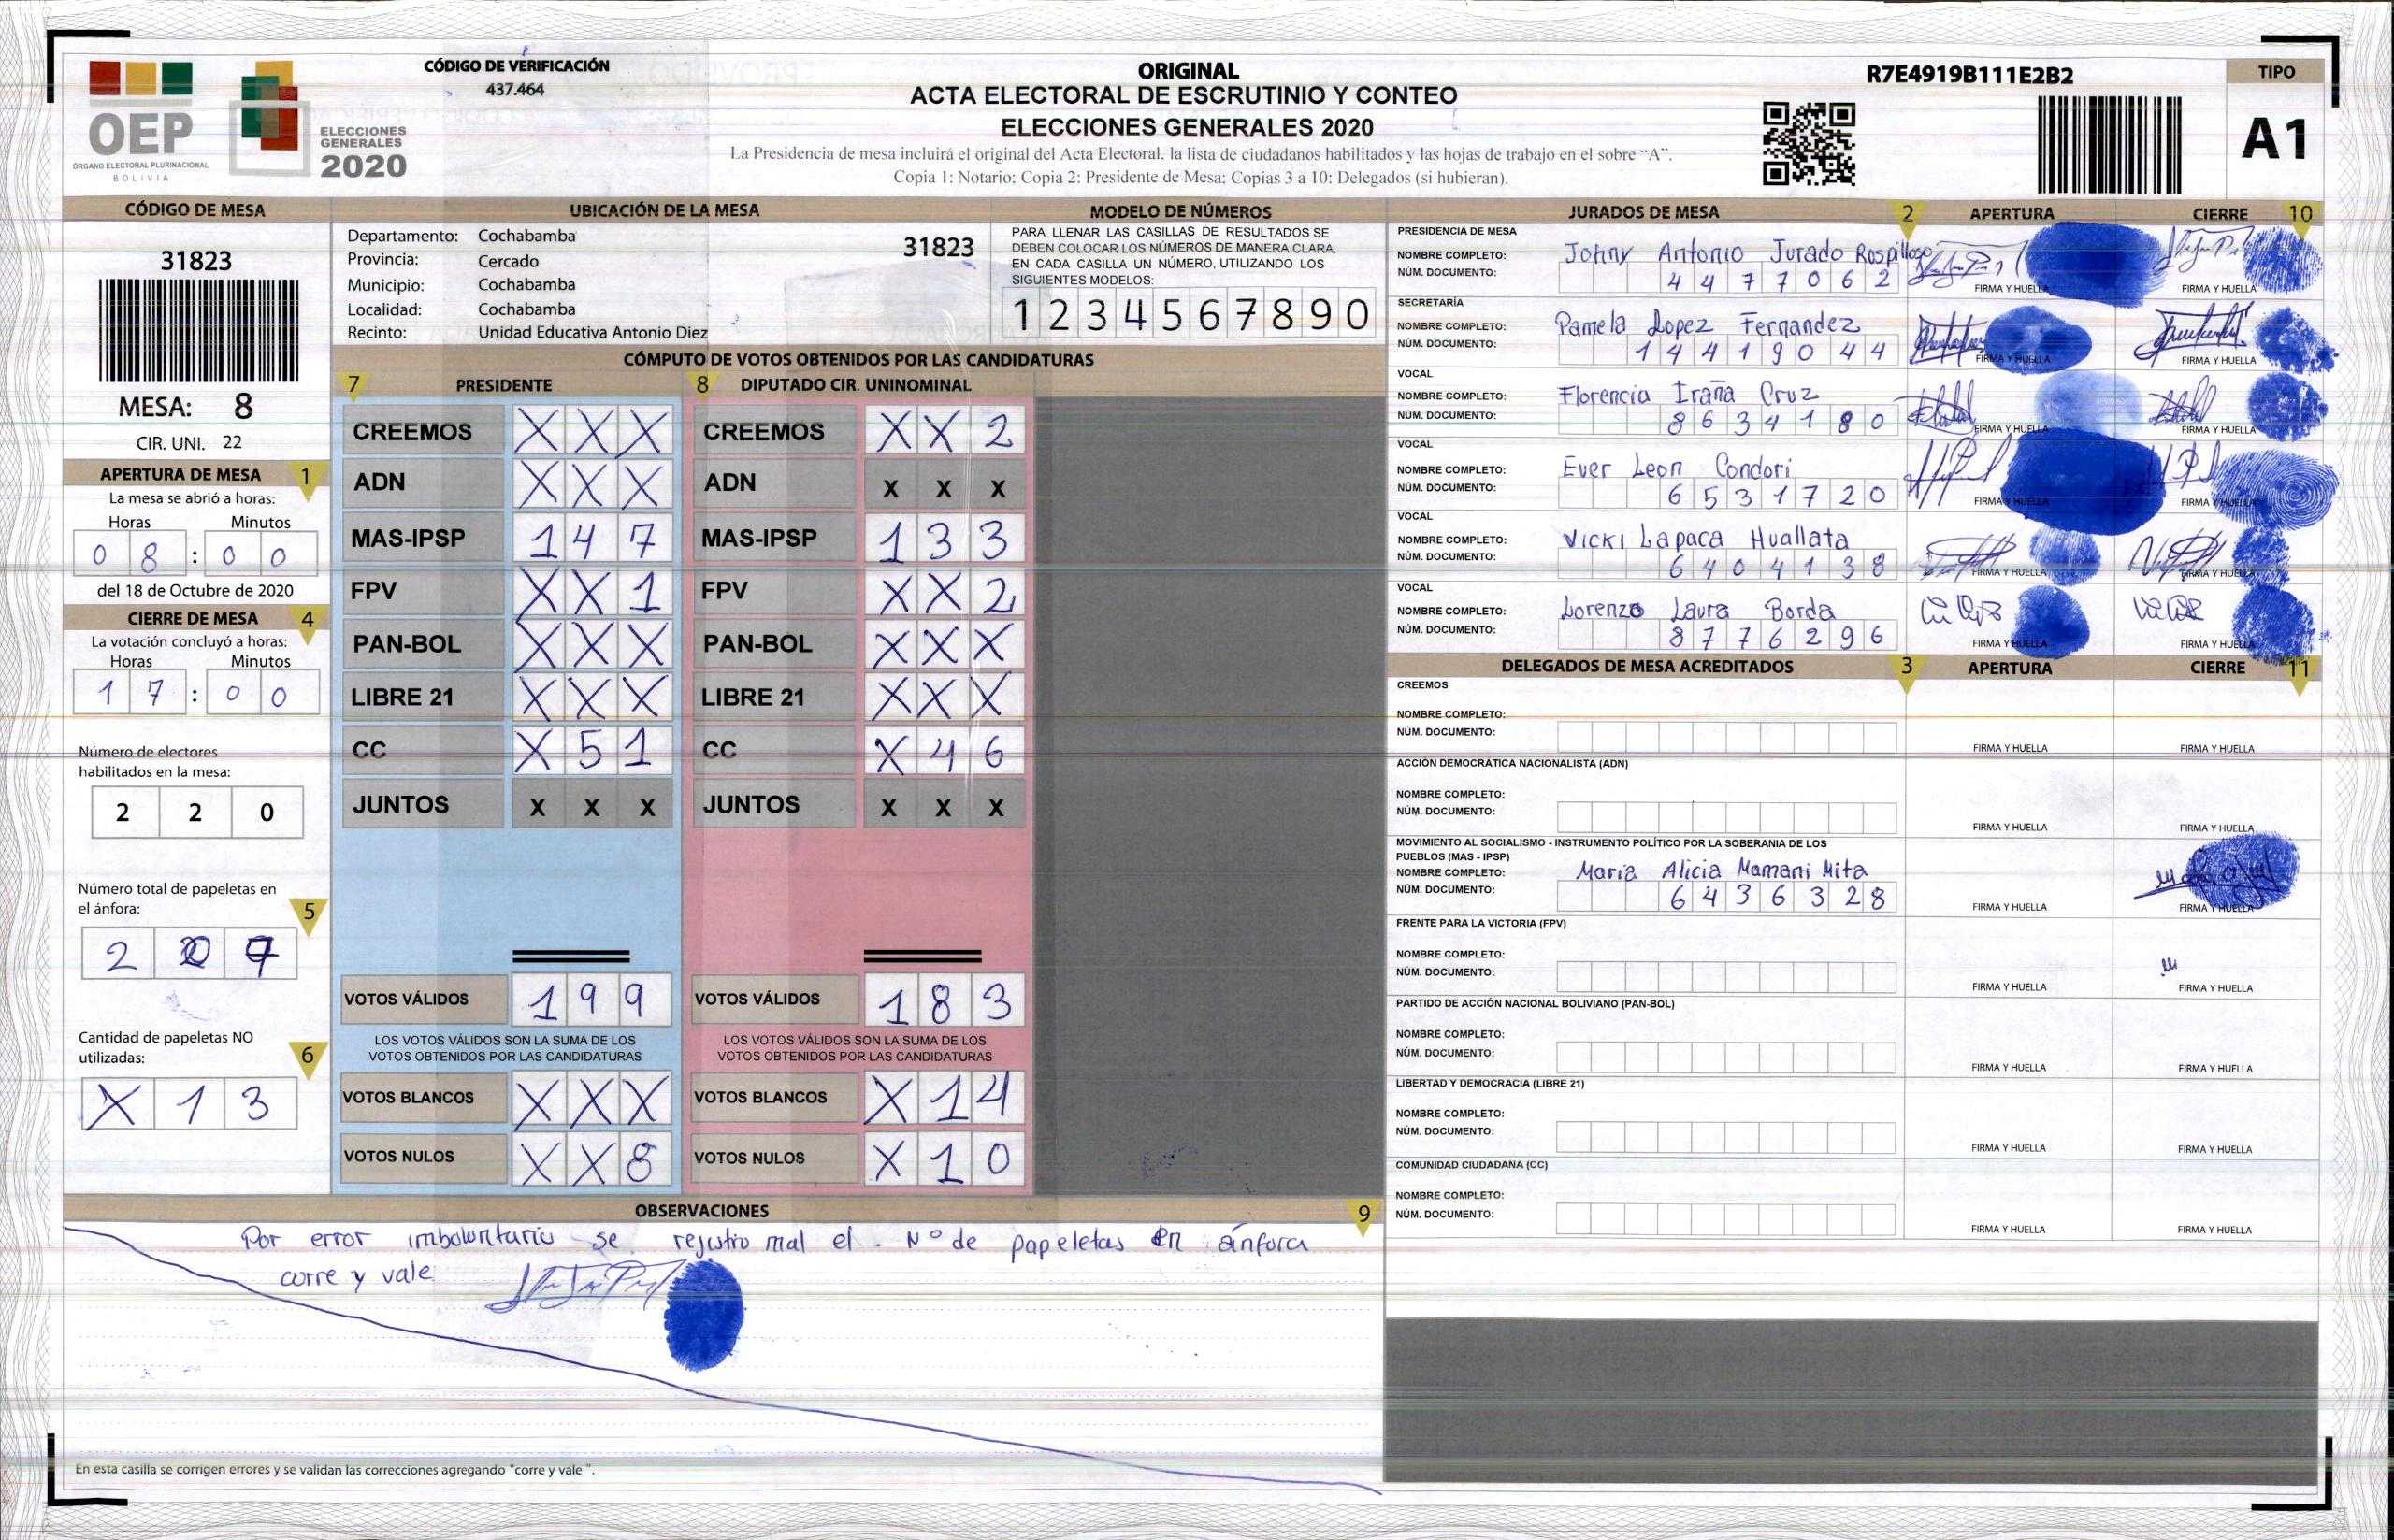 CÓDIGO DE VERIFICACIÓN
437.464
ORIGINAL
ACTA ELECTORAL DE ESCRUTINIO Y CONTEO
ELECCIONES GENERALES 2020
La Presidencia de mesa incluirá el original del Acta Electoral, la lista de ciudadanos habilitados y las hojas de trabajo en el sobre "A".
Copia 1: Notario; Copia 2: Presidente de Mesa; Copias 3 a 10: Delegados (si hubieran).
R7E4919B111E2B2
TIPO
A1
OEP
ÓRGANO ELECTORAL PLURINACIONAL
BOLIVIA
ELECCIONES
GENERALES
2020
CÓDIGO DE MESA
31823
MESA: 8
CIR. UNI. 22
APERTURA DE MESA 1
La mesa se abrió a horas:
Horas Minutos
0 8 : 0 0
del 18 de Octubre de 2020
CIERRE DE MESA 4
La votación concluyó a horas:
Horas Minutos
1 7 : 0 0
Número de electores
habilitados en la mesa:
2 2 0
Número total de papeletas en
el ánfora: 5
2 0 7
Cantidad de papeletas NO
utilizadas: 6
X 1 3
UBICACIÓN DE LA MESA
Departamento: Cochabamba
31823
Provincia: Cercado
Municipio: Cochabamba
Localidad: Cochabamba
Recinto: Unidad Educativa Antonio Diez
MODELO DE NÚMEROS
PARA LLENAR LAS CASILLAS DE RESULTADOS SE
DEBEN COLOCAR LOS NÚMEROS DE MANERA CLARA.
EN CADA CASILLA UN NÚMERO, UTILIZANDO LOS
SIGUIENTES MODELOS:
1 2 3 4 5 6 7 8 9 0
CÓMPUTO DE VOTOS OBTENIDOS POR LAS CANDIDATURAS
7 PRESIDENTE
CREEMOS X X X
ADN X X X
MAS-IPSP 1 4 7
FPV X X 1
PAN-BOL X X X
LIBRE 21 X X X
CC X 5 1
JUNTOS X X X
VOTOS VÁLIDOS 1 9 9
LOS VOTOS VÁLIDOS SON LA SUMA DE LOS
VOTOS OBTENIDOS POR LAS CANDIDATURAS
VOTOS BLANCOS X X X
VOTOS NULOS X X 8
8 DIPUTADO CIR. UNINOMINAL
CREEMOS X X 2
ADN X X X
MAS-IPSP 1 3 3
FPV X X 2
PAN-BOL X X X
LIBRE 21 X X X
CC X 4 6
JUNTOS X X X
VOTOS VÁLIDOS 1 8 3
LOS VOTOS VÁLIDOS SON LA SUMA DE LOS
VOTOS OBTENIDOS POR LAS CANDIDATURAS
VOTOS BLANCOS X 1 4
VOTOS NULOS X 1 0
OBSERVACIONES 9
Por error imboluntario se rejistro mal el Nº de papeletas en ánfora
corre y vale
En esta casilla se corrigen errores y se validan las correcciones agregando "corre y vale ".
JURADOS DE MESA 2 APERTURA CIERRE 10
PRESIDENCIA DE MESA
NOMBRE COMPLETO: Johny Antonio Jurado Rospilloso
NÚM. DOCUMENTO: 4 4 7 7 0 6 2
FIRMA Y HUELLA FIRMA Y HUELLA
SECRETARÍA
NOMBRE COMPLETO: Pamela Lopez Fernandez
NÚM. DOCUMENTO: 1 4 4 1 9 0 4 4
FIRMA Y HUELLA FIRMA Y HUELLA
VOCAL
NOMBRE COMPLETO: Florencia Iraña Cruz
NÚM. DOCUMENTO: 8 6 3 4 1 8 0
FIRMA Y HUELLA FIRMA Y HUELLA
VOCAL
NOMBRE COMPLETO: Ever Leon Condori
NÚM. DOCUMENTO: 6 5 3 1 7 2 0
FIRMA Y HUELLA FIRMA Y HUELLA
VOCAL
NOMBRE COMPLETO: Vicki Lapaca Huallata
NÚM. DOCUMENTO: 6 4 0 4 1 3 8
FIRMA Y HUELLA FIRMA Y HUELLA
VOCAL
NOMBRE COMPLETO: Lorenzo Laura Borda
NÚM. DOCUMENTO: 8 7 7 6 2 9 6
FIRMA Y HUELLA FIRMA Y HUELLA
DELEGADOS DE MESA ACREDITADOS 3 APERTURA CIERRE 11
CREEMOS
NOMBRE COMPLETO:
NÚM. DOCUMENTO:
FIRMA Y HUELLA FIRMA Y HUELLA
ACCIÓN DEMOCRÁTICA NACIONALISTA (ADN)
NOMBRE COMPLETO:
NÚM. DOCUMENTO:
FIRMA Y HUELLA FIRMA Y HUELLA
MOVIMIENTO AL SOCIALISMO - INSTRUMENTO POLÍTICO POR LA SOBERANIA DE LOS
PUEBLOS (MAS - IPSP)
NOMBRE COMPLETO: Maria Alicia Mamani Mita
NÚM. DOCUMENTO: 6 4 3 6 3 2 8
FIRMA Y HUELLA FIRMA Y HUELLA
FRENTE PARA LA VICTORIA (FPV)
NOMBRE COMPLETO:
NÚM. DOCUMENTO:
FIRMA Y HUELLA FIRMA Y HUELLA
PARTIDO DE ACCIÓN NACIONAL BOLIVIANO (PAN-BOL)
NOMBRE COMPLETO:
NÚM. DOCUMENTO:
FIRMA Y HUELLA FIRMA Y HUELLA
LIBERTAD Y DEMOCRACIA (LIBRE 21)
NOMBRE COMPLETO:
NÚM. DOCUMENTO:
FIRMA Y HUELLA FIRMA Y HUELLA
COMUNIDAD CIUDADANA (CC)
NOMBRE COMPLETO:
NÚM. DOCUMENTO:
FIRMA Y HUELLA FIRMA Y HUELLA